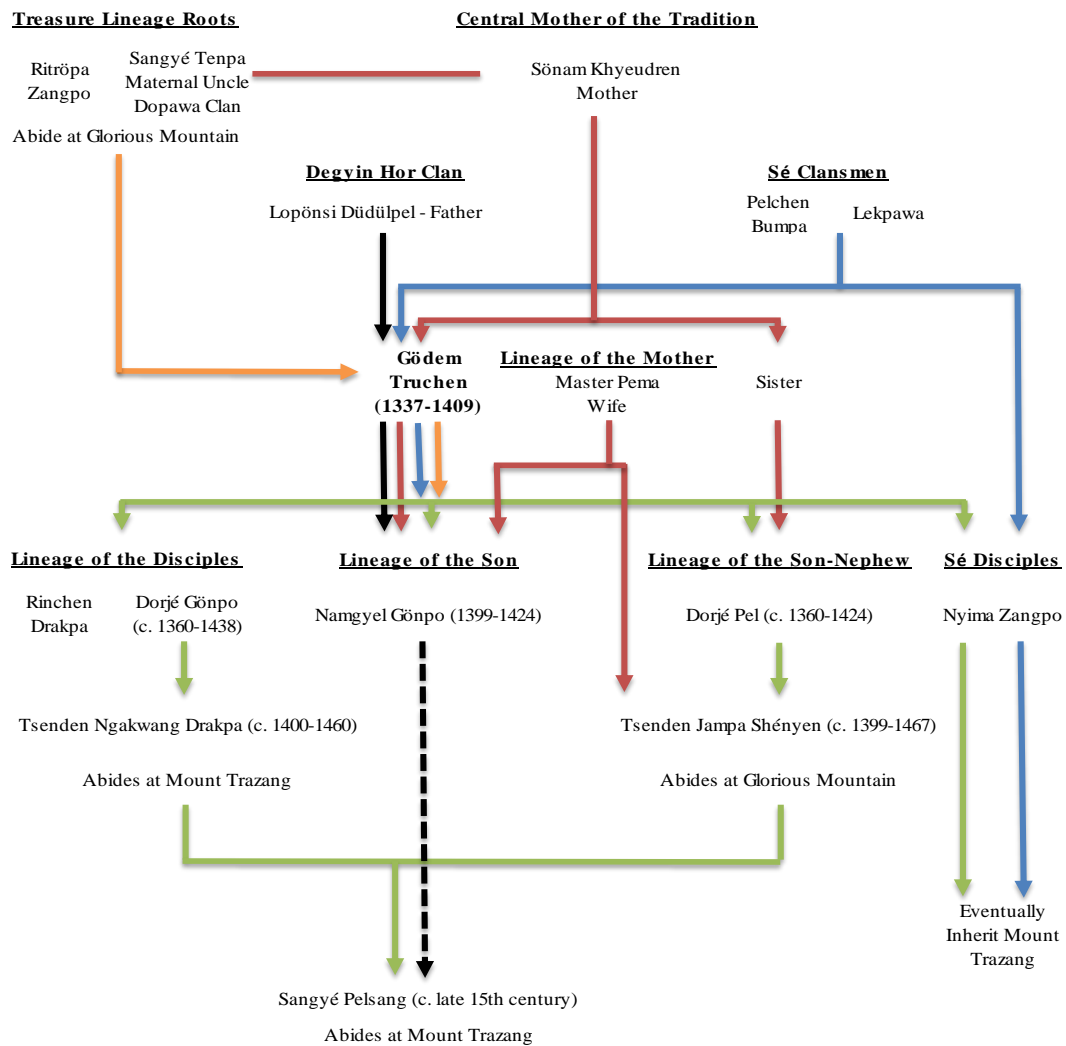 Treasure Lineage Roots
Central Mother of the Tradition
Ritröpa
Zangpo
Sangyé Tenpa
Maternal Uncle
Dopawa Clan
Abide at Glorious Mountain
Sönam Khyeudren
Mother
Degyin Hor Clan
Lopönsi Düdülpel - Father
Sé Clansmen
Pelchen
Bumpa
Lekpawa
Gödem
Truchen
(1337-1409)
Lineage of the Mother
Master Pema
Wife
Sister
Lineage of the Disciples
Rinchen
Drakpa
Dorjé Gönpo
(c. 1360-1438)
Lineage of the Son
Namgyel Gönpo (1399-1424)
Lineage of the Son-Nephew
Dorjé Pel (c. 1360-1424)
Sé Disciples
Nyima Zangpo
Tsenden Ngakwang Drakpa (c. 1400-1460)
Abides at Mount Trazang
Tsenden Jampa Shényen (c. 1399-1467)
Abides at Glorious Mountain
Eventually
Inherit Mount
Trazang
Sangyé Pelsang (c. late 15th century)
Abides at Mount Trazang